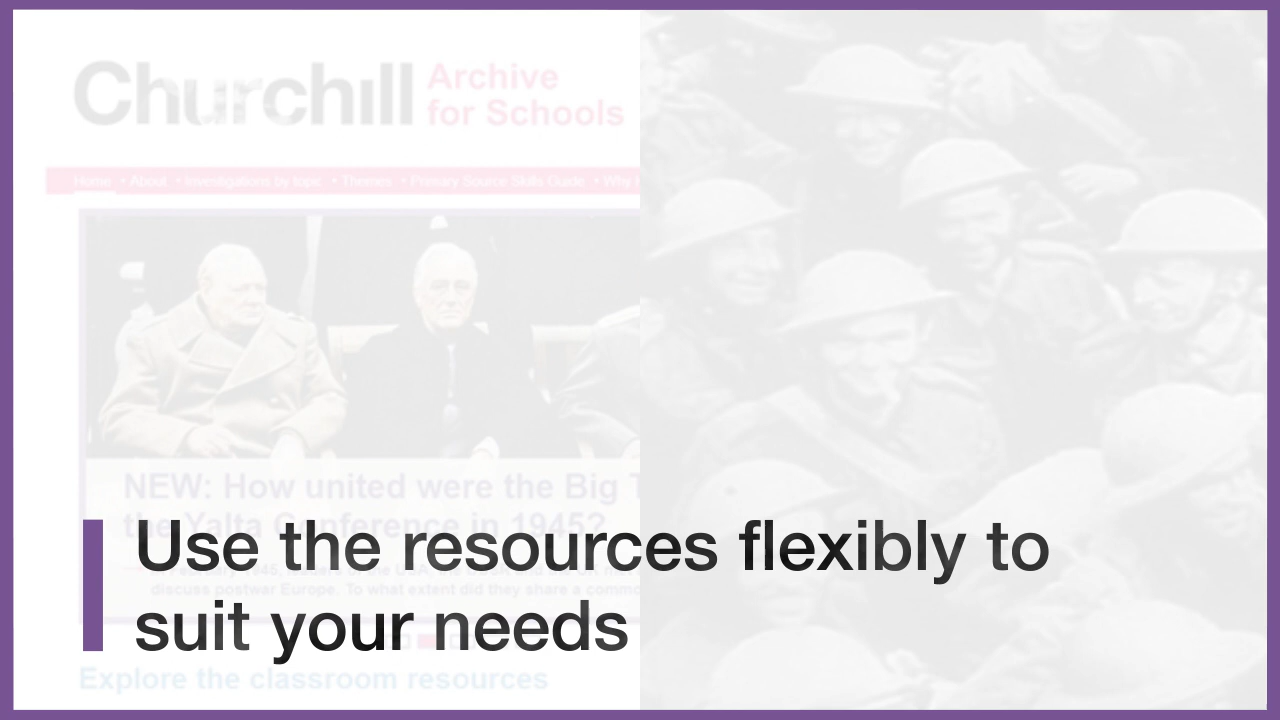 Churchill Archive
for Schools
Home • About • Investigations by topic • Themes • Primary Source Skills Guide • Why
NEW: How united were the Big
the Yalta Conference in 1945?
discuss postwar Europe. To what extent did they share a
Use the resources flexibly to
suit your needs
Explore the classroom resources